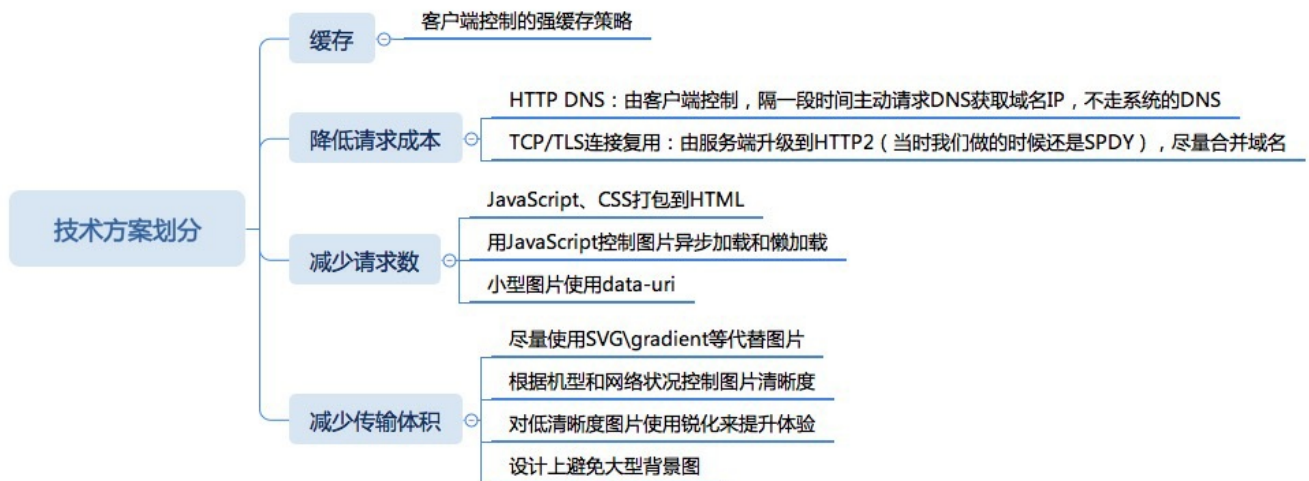 技术方案划分
缓存
客户端控制的强缓存策略
降低请求成本
HTTP DNS：由客户端控制，隔一段时间主动请求DNS获取域名IP，不走系统的DNS
TCP/TLS连接复用：由服务端升级到HTTP2（当时我们做的时候还是SPDY），尽量合并域名
减少请求数
JavaScript、CSS打包到HTML
用JavaScript控制图片异步加载和懒加载
小型图片使用data-uri
减少传输体积
尽量使用SVG\gradient等代替图片
根据机型和网络状况控制图片清晰度
对低清晰度图片使用锐化来提升体验
设计上避免大型背景图